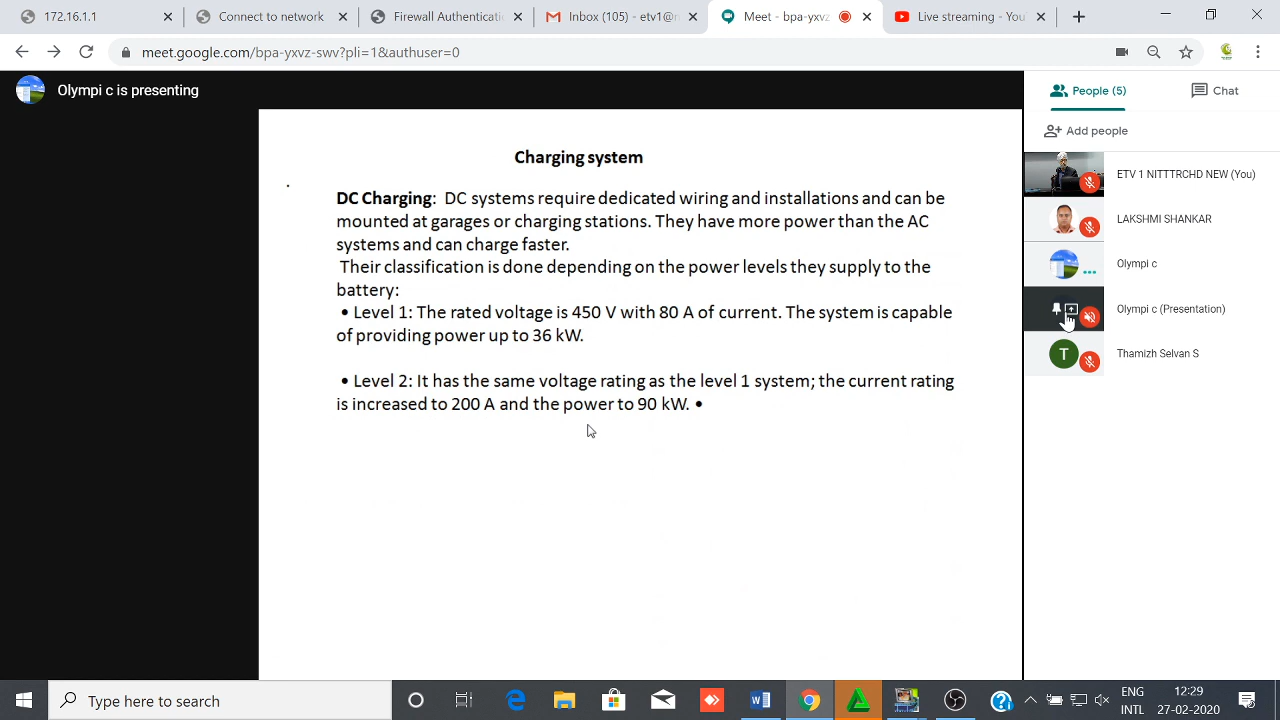 172.16.1.1
Connect to network
Firewall Authenticati
Inbox (105) - etv1@n
Meet - bpa-yxvz
Live streaming - You
meet.google.com/bpa-yxvz-swv?pli=1&authuser=0
Olympi c is presenting
People (5)
Chat
Add people
ETV 1 NITTTRCHD NEW (You)
LAKSHMI SHANKAR
Olympi c
Olympi c (Presentation)
T
Thamizh Selvan S
Charging system
DC Charging: DC systems require dedicated wiring and installations and can be
mounted at garages or charging stations. They have more power than the AC
systems and can charge faster.
Their classification is done depending on the power levels they supply to the
battery:
• Level 1: The rated voltage is 450 V with 80 A of current. The system is capable
of providing power up to 36 kW.
• Level 2: It has the same voltage rating as the level 1 system; the current rating
is increased to 200 A and the power to 90 kW. •
Type here to search
ENG
INTL
12:29
27-02-2020